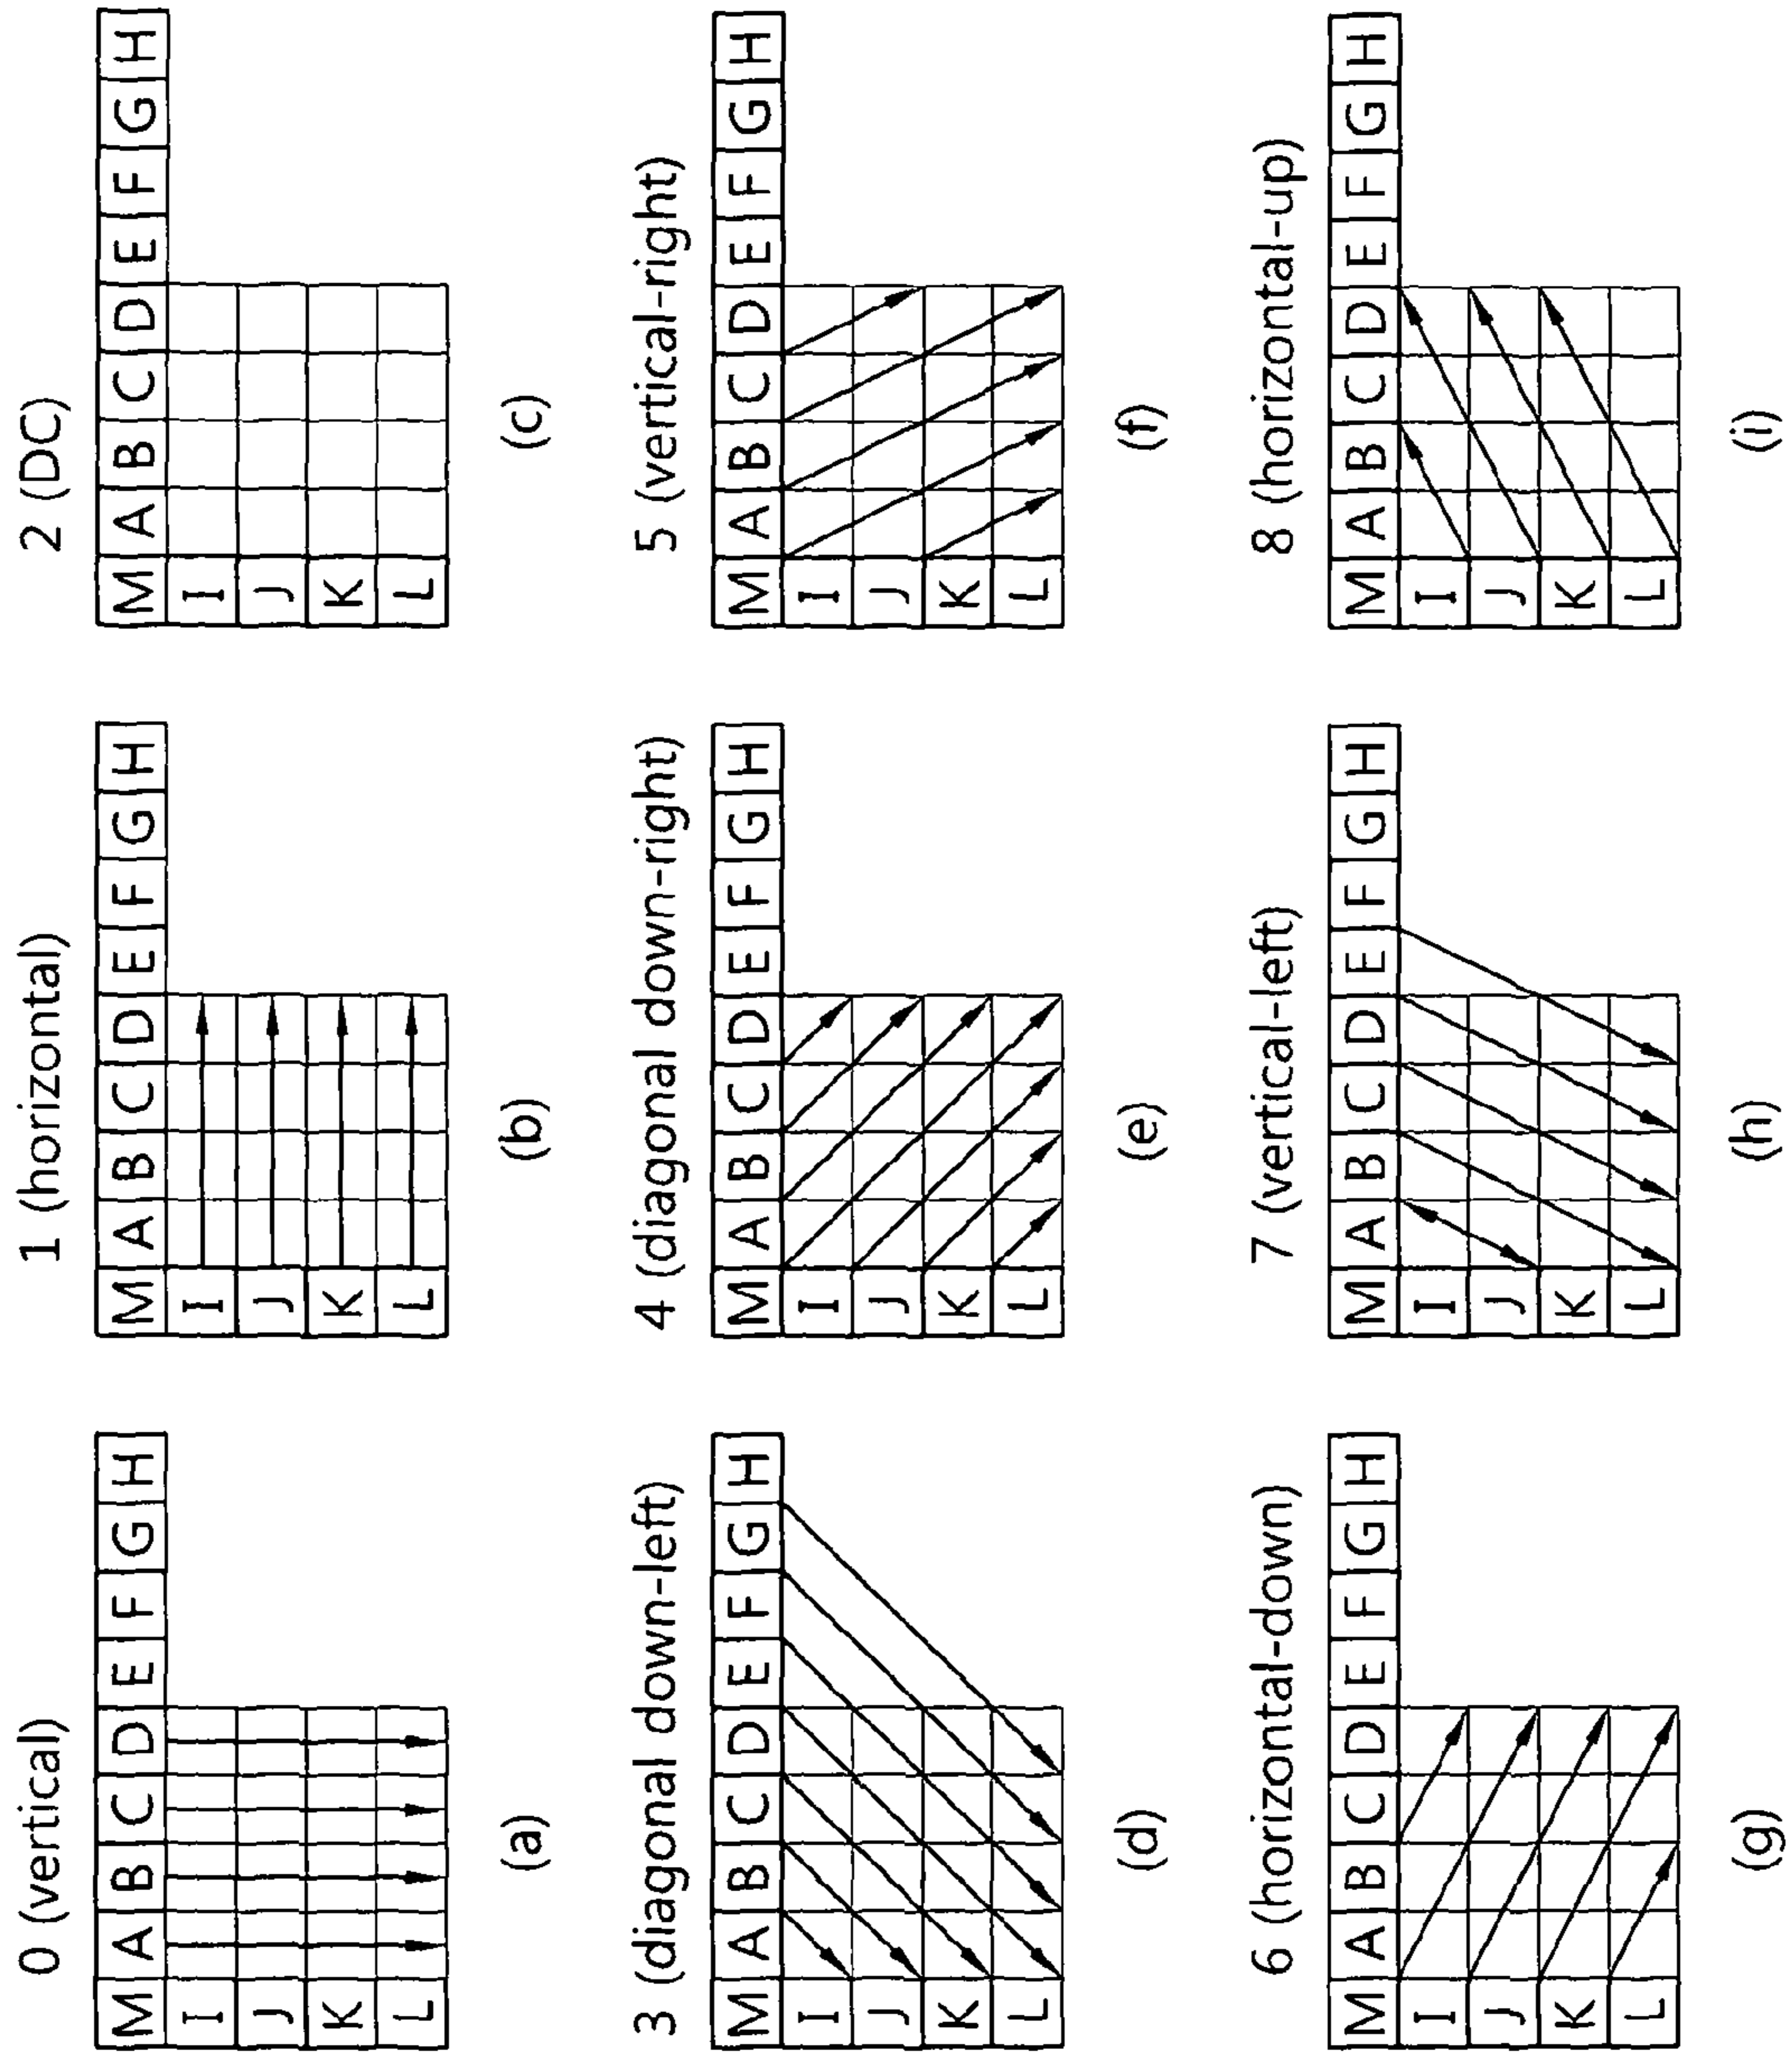 0 (vertical)
M A B C D E F G H
I
J
K
L
(a)
1 (horizontal)
M A B C D E F G H
I
J
K
L
(b)
2 (DC)
M A B C D E F G H
I
J
K
L
(c)
3 (diagonal down-left)
M A B C D E F G H
I
J
K
L
(d)
4 (diagonal down-right)
M A B C D E F G H
I
J
K
L
(e)
5 (vertical-right)
M A B C D E F G H
I
J
K
L
(f)
6 (horizontal-down)
M A B C D E F G H
I
J
K
L
(g)
7 (vertical-left)
M A B C D E F G H
I
J
K
L
(h)
8 (horizontal-up)
M A B C D E F G H
I
J
K
L
(i)